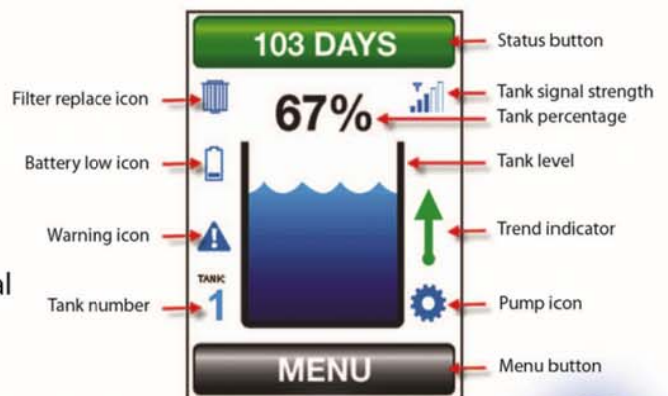 103 DAYS
Status button
Filter replace icon
67%
Tank signal strength
Tank percentage
Battery low icon
Tank level
Warning icon
Trend indicator
al
TANK
1
Tank number
Pump icon
MENU
Menu button